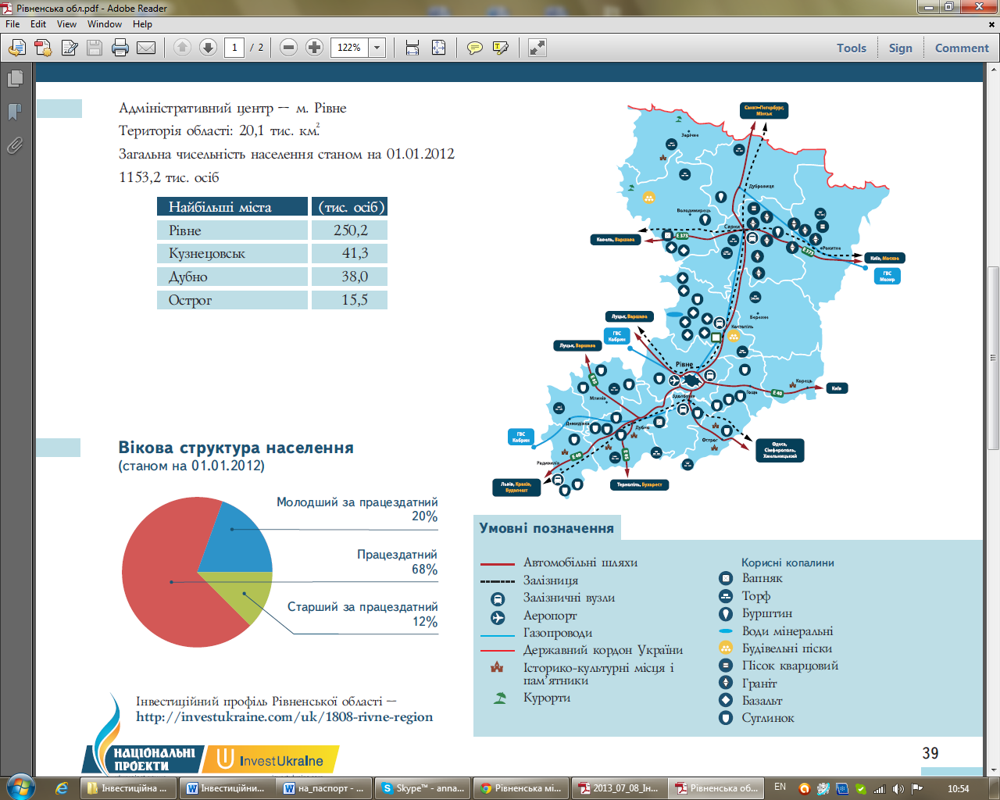 Рівненська обл.pdf - Adobe Reader
File Edit View Window Help
1 / 2 122% Tools Sign Comment
Адміністративний центр — м. Рівне
Територія області: 20,1 тис. км²
Загальна чисельність населення станом на 01.01.2012
1153,2 тис. осіб
Найбільші міста (тис. осіб)
Рівне 250,2
Кузнецовськ 41,3
Дубно 38,0
Острог 15,5
Вікова структура населення
(станом на 01.01.2012)
Молодший за працездатний
20%
Працездатний
68%
Старший за працездатний
12%
Інвестиційний профіль Рівненської області —
http://investukraine.com/uk/1808-rivne-region
НАЦІОНАЛЬНІ
ПРОЕКТИ
InvestUkraine
Санкт-Петербург,
Мінськ
Зарічне
Дубровиця
Володимирець
Сарни
Ковель, Варшава
E 373
Рокитне
E 373
Київ, Москва
ГВС
Мозир
Березне
Луцьк, Варшава
Костопіль
ГВС
Кобрин
Луцьк, Варшава
Рівне
E 85
Корець
Гоща
E 40
Київ
Млинів
Здолбунів
Демидівка
Дубно
ГВС
Кобрин
Острог
Одеса,
Сімферополь,
Хмельницький
E 40
E 85
Радивилів
Львів, Краків,
Будапешт
Тернопіль, Бухарест
Умовні позначення
Автомобільні шляхи
Залізниця
Залізничні вузли
Аеропорт
Газопроводи
Державний кордон України
Історико-культурні місця і
пам'ятники
Курорти
Корисні копалини
Вапняк
Торф
Бурштин
Води мінеральні
Будівельні піски
Пісок кварцовий
Граніт
Базальт
Суглинок
39
Інвестиційна ... Інвестиційни... на_паспорт - ... Skype™ - anna... Рівненська мі... 2013_07_08_Ін... Рівненська об... EN 10:54